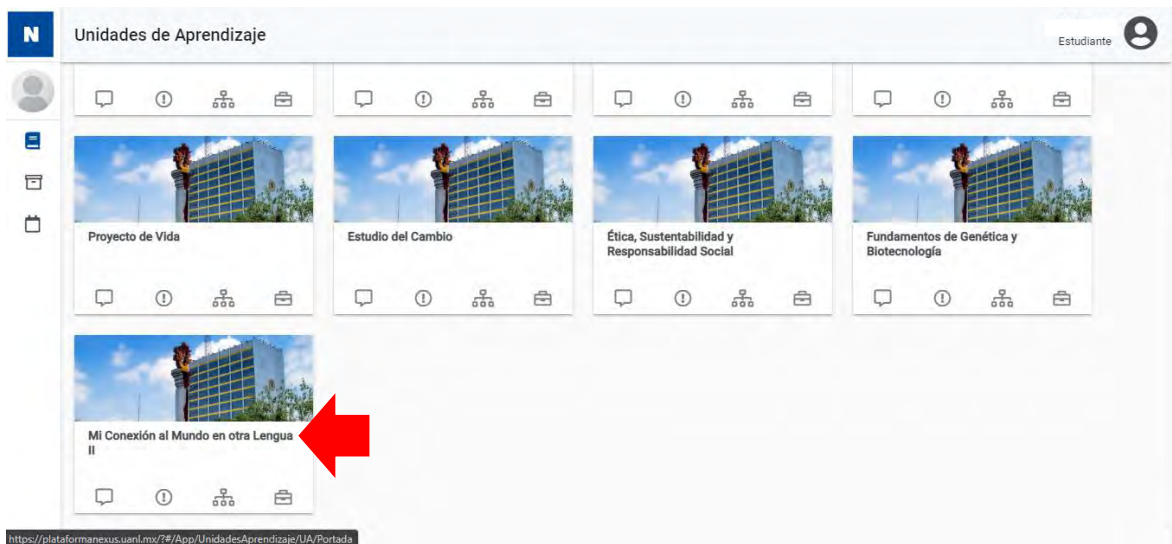 N
Unidades de Aprendizaje
Estudiante
Proyecto de Vida
Estudio del Cambio
Ética, Sustentabilidad y
Responsabilidad Social
Fundamentos de Genética y
Biotecnología
Mi Conexión al Mundo en otra Lengua
II
https://plataformanexus.uanl.mx/?#/App/UnidadesAprendizaje/UA/Portada